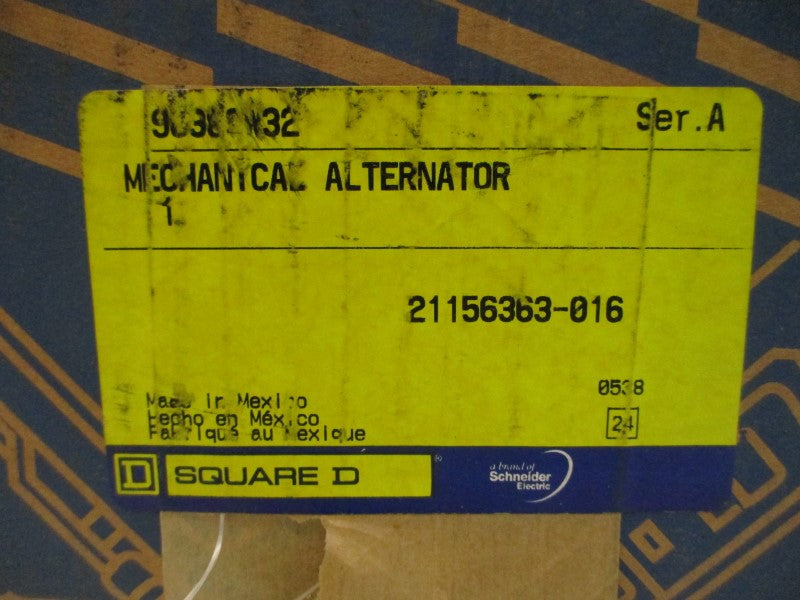 Ser.A
MECHANICAL ALTERNATOR
1
21156363-016
0538
Made in Mexico
Hecho en México
Fabriqué au Mexique
24
D SQUARE D ®
a brand of
Schneider
Electric